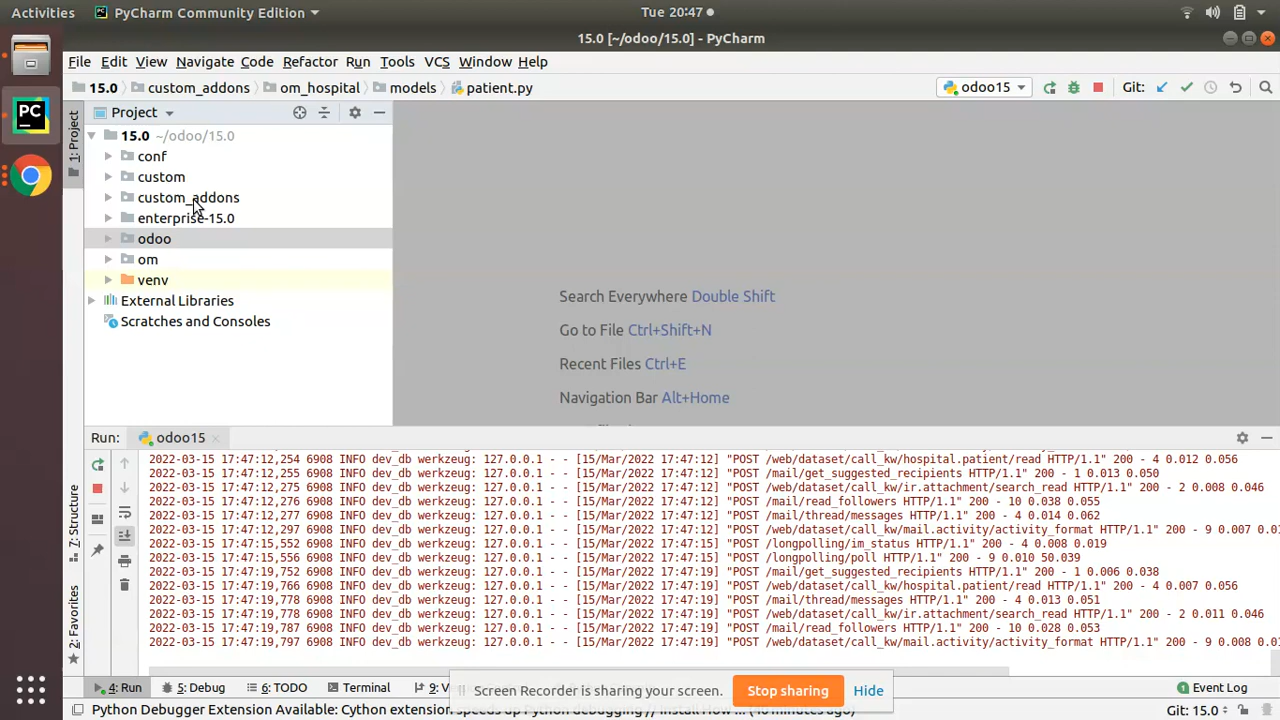 Activities PyCharm Community Edition Tue 20:47
15.0 [~/odoo/15.0] - PyCharm
File Edit View Navigate Code Refactor Run Tools VCS Window Help
15.0 custom_addons om_hospital models patient.py odoo15 Git:
Project
1: Project
15.0 ~/odoo/15.0
conf
custom
custom_addons
enterprise-15.0
odoo
om
venv
External Libraries
Scratches and Consoles
Search Everywhere Double Shift
Go to File Ctrl+Shift+N
Recent Files Ctrl+E
Navigation Bar Alt+Home
Run: odoo15
2022-03-15 17:47:12,254 6908 INFO dev_db werkzeug: 127.0.0.1 - - [15/Mar/2022 17:47:12] "POST /web/dataset/call_kw/hospital.patient/read HTTP/1.1" 200 - 4 0.012 0.056
2022-03-15 17:47:12,259 6908 INFO dev_db werkzeug: 127.0.0.1 - - [15/Mar/2022 17:47:12] "POST /mail/get_suggested_recipients HTTP/1.1" 200 - 1 0.013 0.050
2022-03-15 17:47:12,275 6908 INFO dev_db werkzeug: 127.0.0.1 - - [15/Mar/2022 17:47:12] "POST /web/dataset/call_kw/ir.attachment/search_read HTTP/1.1" 200 - 2 0.008 0.046
2022-03-15 17:47:12,276 6908 INFO dev_db werkzeug: 127.0.0.1 - - [15/Mar/2022 17:47:12] "POST /mail/read_followers HTTP/1.1" 200 - 10 0.038 0.055
2022-03-15 17:47:12,277 6908 INFO dev_db werkzeug: 127.0.0.1 - - [15/Mar/2022 17:47:12] "POST /mail/thread/messages HTTP/1.1" 200 - 4 0.014 0.062
2022-03-15 17:47:12,297 6908 INFO dev_db werkzeug: 127.0.0.1 - - [15/Mar/2022 17:47:12] "POST /web/dataset/call_kw/mail.activity/activity_format HTTP/1.1" 200 - 9 0.007 0.01
2022-03-15 17:47:15,552 6908 INFO dev_db werkzeug: 127.0.0.1 - - [15/Mar/2022 17:47:15] "POST /longpolling/im_status HTTP/1.1" 200 - 4 0.008 0.019
2022-03-15 17:47:15,556 6908 INFO dev_db werkzeug: 127.0.0.1 - - [15/Mar/2022 17:47:15] "POST /longpolling/poll HTTP/1.1" 200 - 9 0.010 50.039
2022-03-15 17:47:19,752 6908 INFO dev_db werkzeug: 127.0.0.1 - - [15/Mar/2022 17:47:19] "POST /mail/get_suggested_recipients HTTP/1.1" 200 - 1 0.006 0.038
2022-03-15 17:47:19,766 6908 INFO dev_db werkzeug: 127.0.0.1 - - [15/Mar/2022 17:47:19] "POST /web/dataset/call_kw/hospital.patient/read HTTP/1.1" 200 - 4 0.007 0.056
2022-03-15 17:47:19,778 6908 INFO dev_db werkzeug: 127.0.0.1 - - [15/Mar/2022 17:47:19] "POST /mail/thread/messages HTTP/1.1" 200 - 4 0.013 0.051
2022-03-15 17:47:19,778 6908 INFO dev_db werkzeug: 127.0.0.1 - - [15/Mar/2022 17:47:19] "POST /web/dataset/call_kw/ir.attachment/search_read HTTP/1.1" 200 - 2 0.011 0.046
2022-03-15 17:47:19,787 6908 INFO dev_db werkzeug: 127.0.0.1 - - [15/Mar/2022 17:47:19] "POST /mail/read_followers HTTP/1.1" 200 - 10 0.028 0.053
2022-03-15 17:47:19,797 6908 INFO dev_db werkzeug: 127.0.0.1 - - [15/Mar/2022 17:47:19] "POST /web/dataset/call_kw/mail.activity/activity_format HTTP/1.1" 200 - 9 0.008
7: Structure
2: Favorites
4: Run 5: Debug 6: TODO Terminal 9: Event Log
Screen Recorder is sharing your screen. Stop sharing Hide
Python Debugger Extension Available: Cython extension speeds up Python debugging // Install How ... Git: 15.0